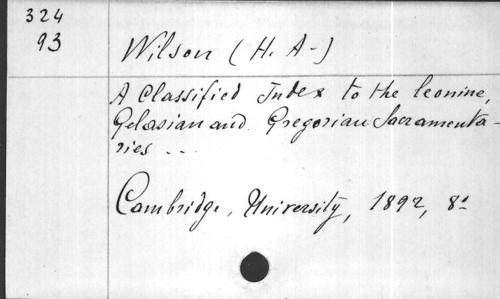 324
93
Wilson (H. A-)
A Classified Index to the leonine,
Gelasian and Gregorian Sacramenta-
ries ...
Cambridge, University, 1892, 8°